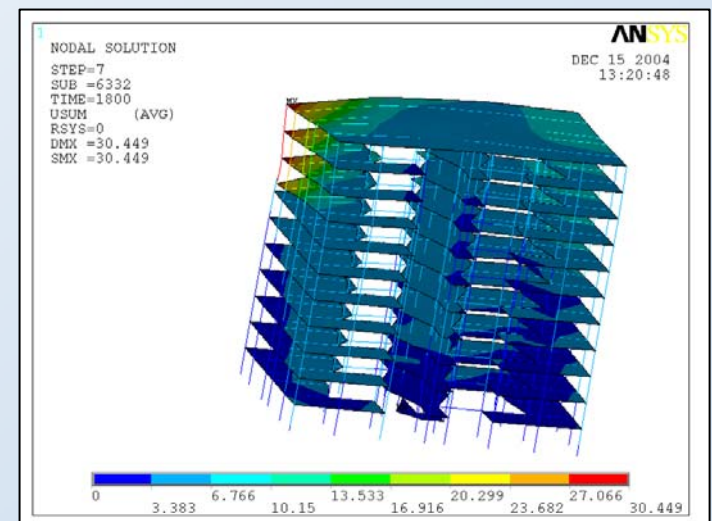 1
NODAL SOLUTION
STEP=7
SUB =6332
TIME=1800
USUM (AVG)
RSYS=0
DMX =30.449
SMX =30.449
ANSYS
DEC 15 2004
13:20:48
MX
0 6.766 13.533 20.299 27.066
3.383 10.15 16.916 23.682 30.449